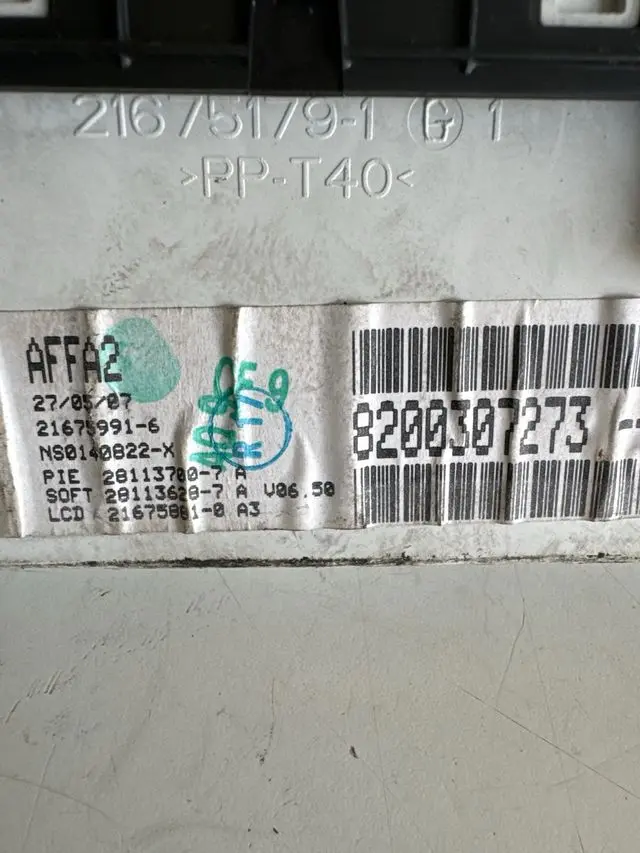 21675179-1 G 1
>PP-T40<
AFFA2
27/05/07
21675991-6
NS0140822-X
PIE 28113700-7 A
SOFT 28113628-7 A V06.50
LCD 21675881-0 A3
8200307273 --